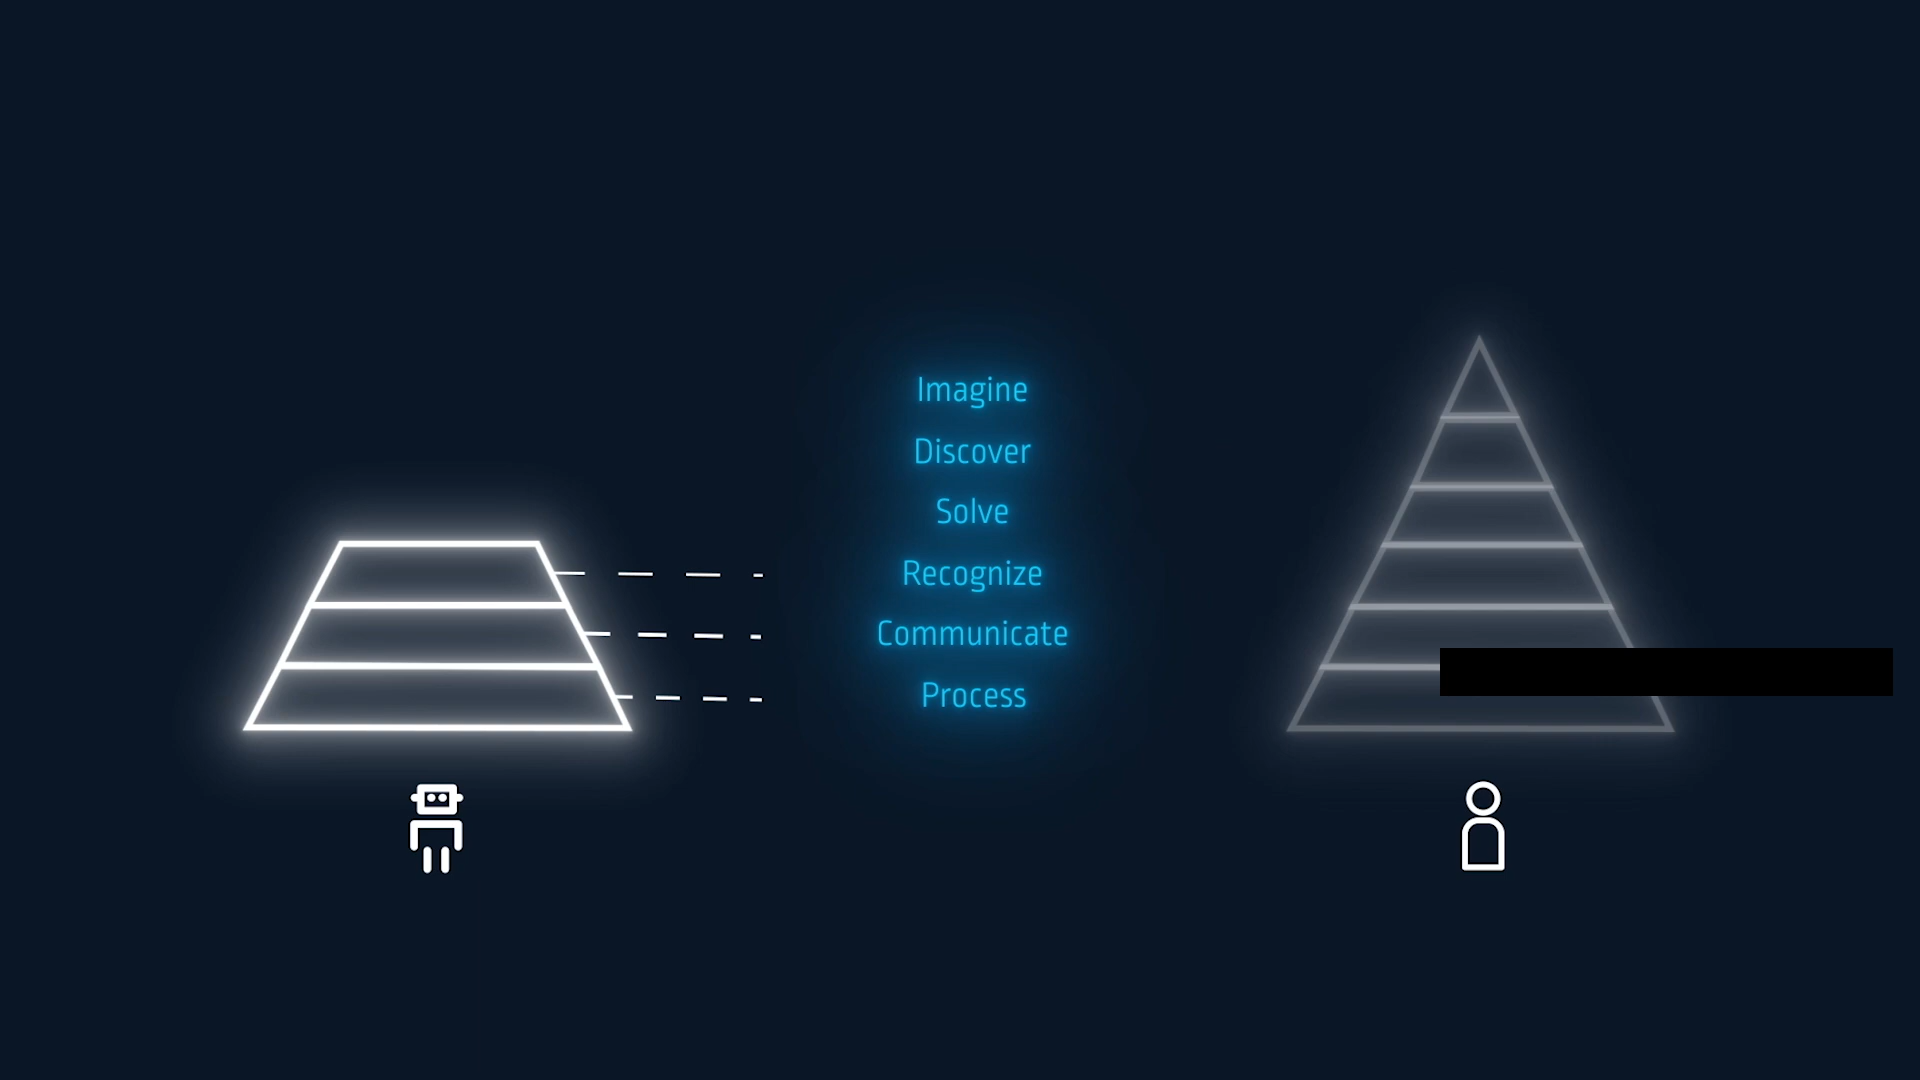 Imagine
Discover
Solve
Recognize
Communicate
Process